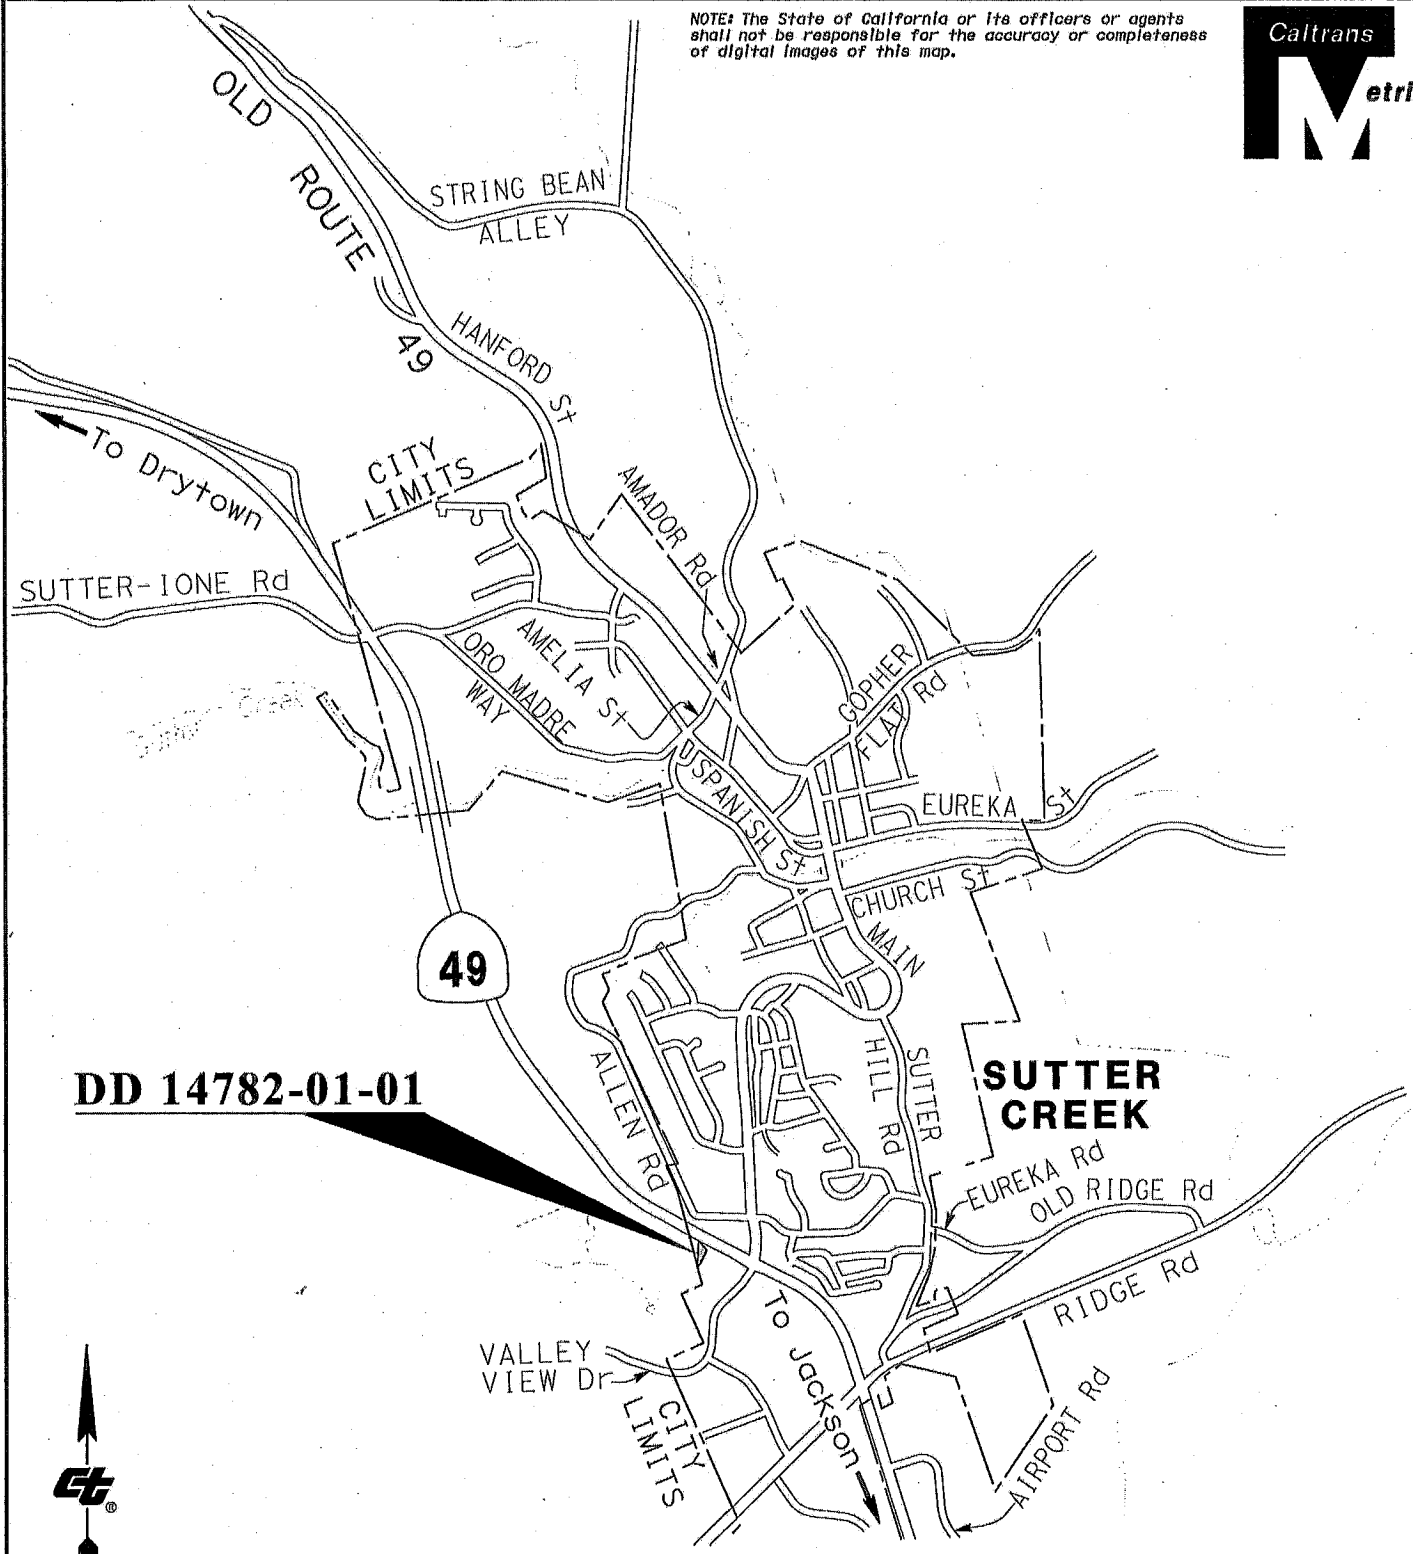 NOTE: The State of California or its officers or agents
shall not be responsible for the accuracy or completeness
of digital images of this map.
Caltrans
Metri
OLD
ROUTE
49
STRING BEAN
ALLEY
HANFORD St
To Drytown
CITY
LIMITS
AMADOR Rd
SUTTER-IONE Rd
AMELIA St
ORO MADRE
WAY
GOPHER
FLAT Rd
Creek
SPANISH St
EUREKA St
CHURCH St
MAIN
49
DD 14782-01-01
ALLEN Rd
SUTTER
HILL Rd
SUTTER
CREEK
EUREKA Rd
OLD RIDGE Rd
RIDGE Rd
To Jackson
VALLEY
VIEW Dr
CITY
LIMITS
AIRPORT Rd
Ct®